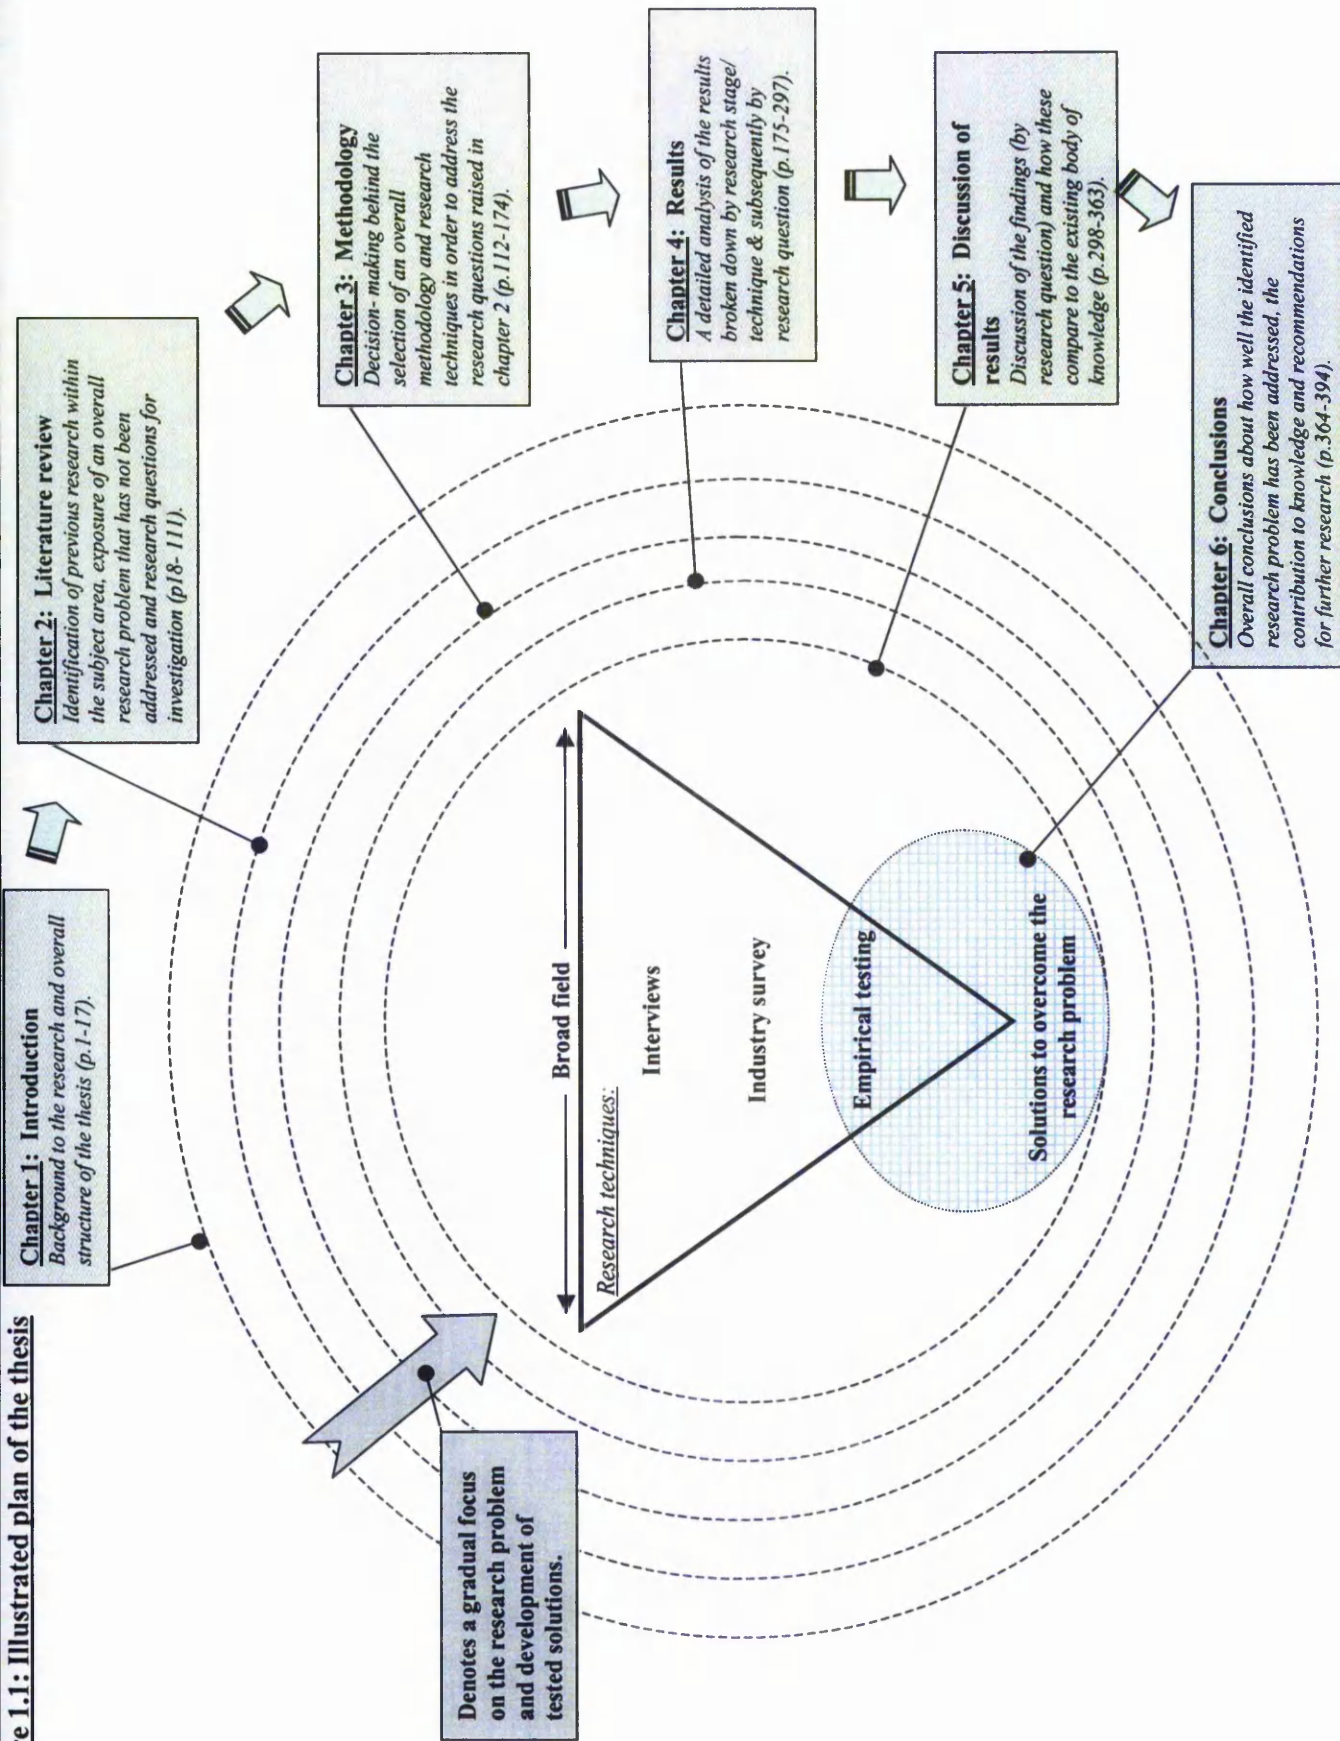 e 1.1: Illustrated plan of the thesis
Chapter 1: Introduction
Background to the research and overall
structure of the thesis (p.1-17).
Chapter 2: Literature review
Identification of previous research within
the subject area, exposure of an overall
research problem that has not been
addressed and research questions for
investigation (p18- 111).
Chapter 3: Methodology
Decision- making behind the
selection of an overall
methodology and research
techniques in order to address the
research questions raised in
chapter 2 (p.112-174).
Chapter 4: Results
A detailed analysis of the results
broken down by research stage/
technique & subsequently by
research question (p.175-297).
Chapter 5: Discussion of
results
Discussion of the findings (by
research question) and how these
compare to the existing body of
knowledge (p.298-363).
Chapter 6: Conclusions
Overall conclusions about how well the identified
research problem has been addressed, the
contribution to knowledge and recommendations
for further research (p.364-394).
Denotes a gradual focus
on the research problem
and development of
tested solutions.
Broad field
Research techniques:
Interviews
Industry survey
Empirical testing
Solutions to overcome the
research problem